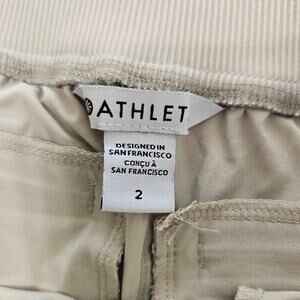 ATHLET
DESIGNED IN
SAN FRANCISCO
CONÇU À
SAN FRANCISCO
2